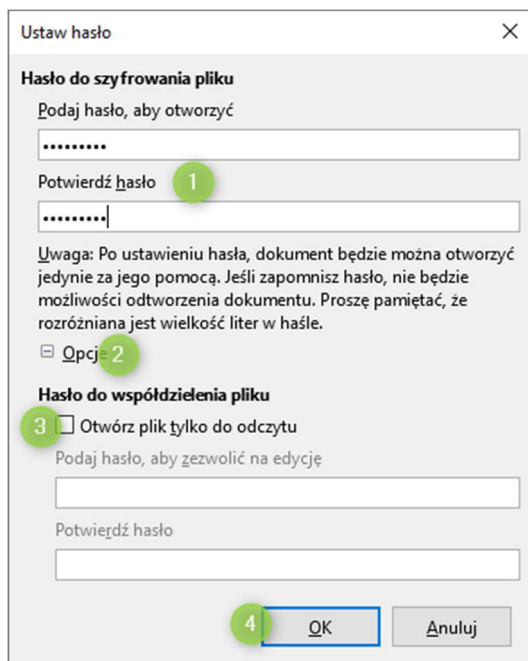 Ustaw hasło
Hasło do szyfrowania pliku
Podaj hasło, aby otworzyć
•••••••••
Potwierdź hasło 1
•••••••••
Uwaga: Po ustawieniu hasła, dokument będzie można otworzyć
jedynie za jego pomocą. Jeśli zapomnisz hasło, nie będzie
możliwości odtworzenia dokumentu. Proszę pamiętać, że
rozróżniana jest wielkość liter w haśle.
Opcje 2
Hasło do współdzielenia pliku
3 Otwórz plik tylko do odczytu
Podaj hasło, aby zezwolić na edycję
Potwierdź hasło
4 OK Anuluj